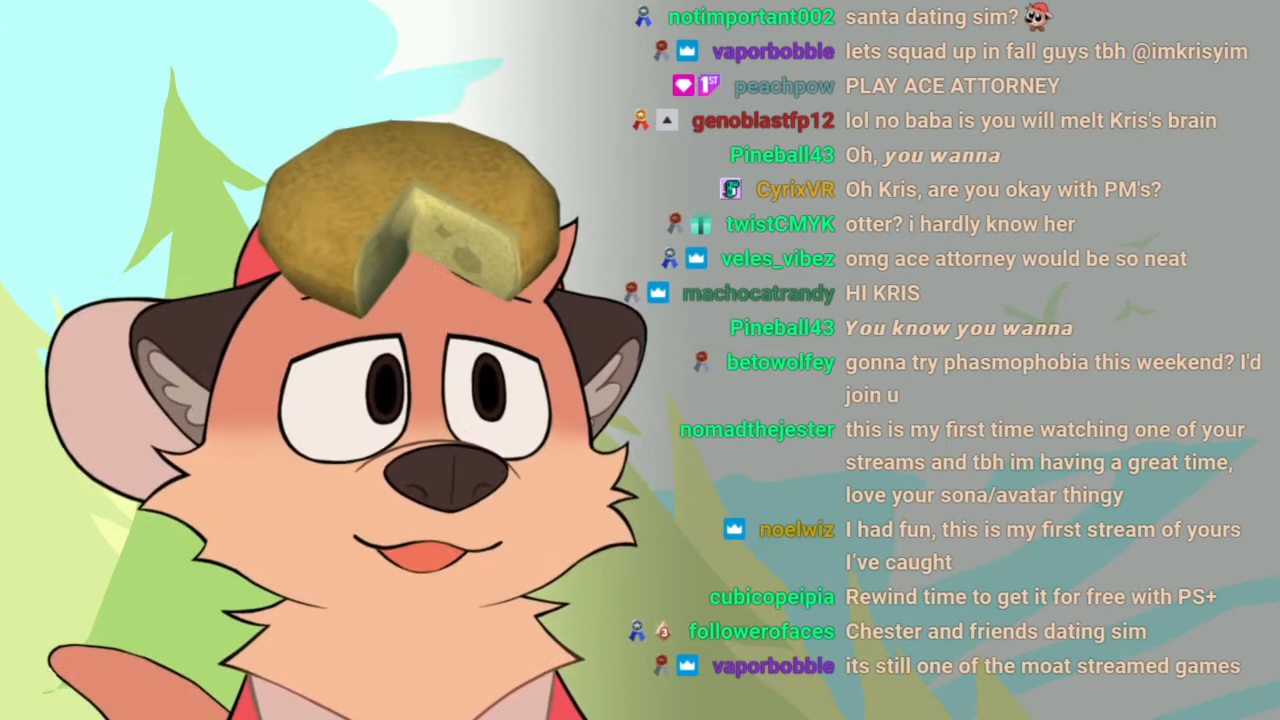 notimportant002 santa dating sim?
vaporbobble lets squad up in fall guys tbh @imkrisyim
1ST peachpow PLAY ACE ATTORNEY
genoblastfp12 lol no baba is you will melt Kris's brain
Pineball43 Oh, you wanna
CyrixVR Oh Kris, are you okay with PM's?
twistCMYK otter? i hardly know her
veles_vibez omg ace attorney would be so neat
machocatrandy HI KRIS
Pineball43 You know you wanna
betowolfey gonna try phasmophobia this weekend? I'd
join u
nomadthejester this is my first time watching one of your
streams and tbh im having a great time,
love your sona/avatar thingy
noelwiz I had fun, this is my first stream of yours
I've caught
cubicopeipia Rewind time to get it for free with PS+
3 followerofaces Chester and friends dating sim
vaporbobble its still one of the moat streamed games